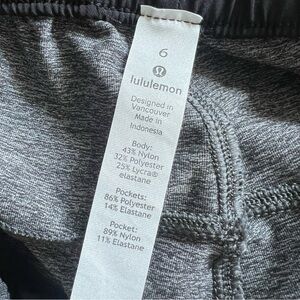 6
lululemon
Designed in
Vancouver
Made in
Indonesia
Body:
43% Nylon
32% Polyester
25% Lycra®
elastane
Pockets:
86% Polyester
14% Elastane
Pocket:
89% Nylon
11% Elastane